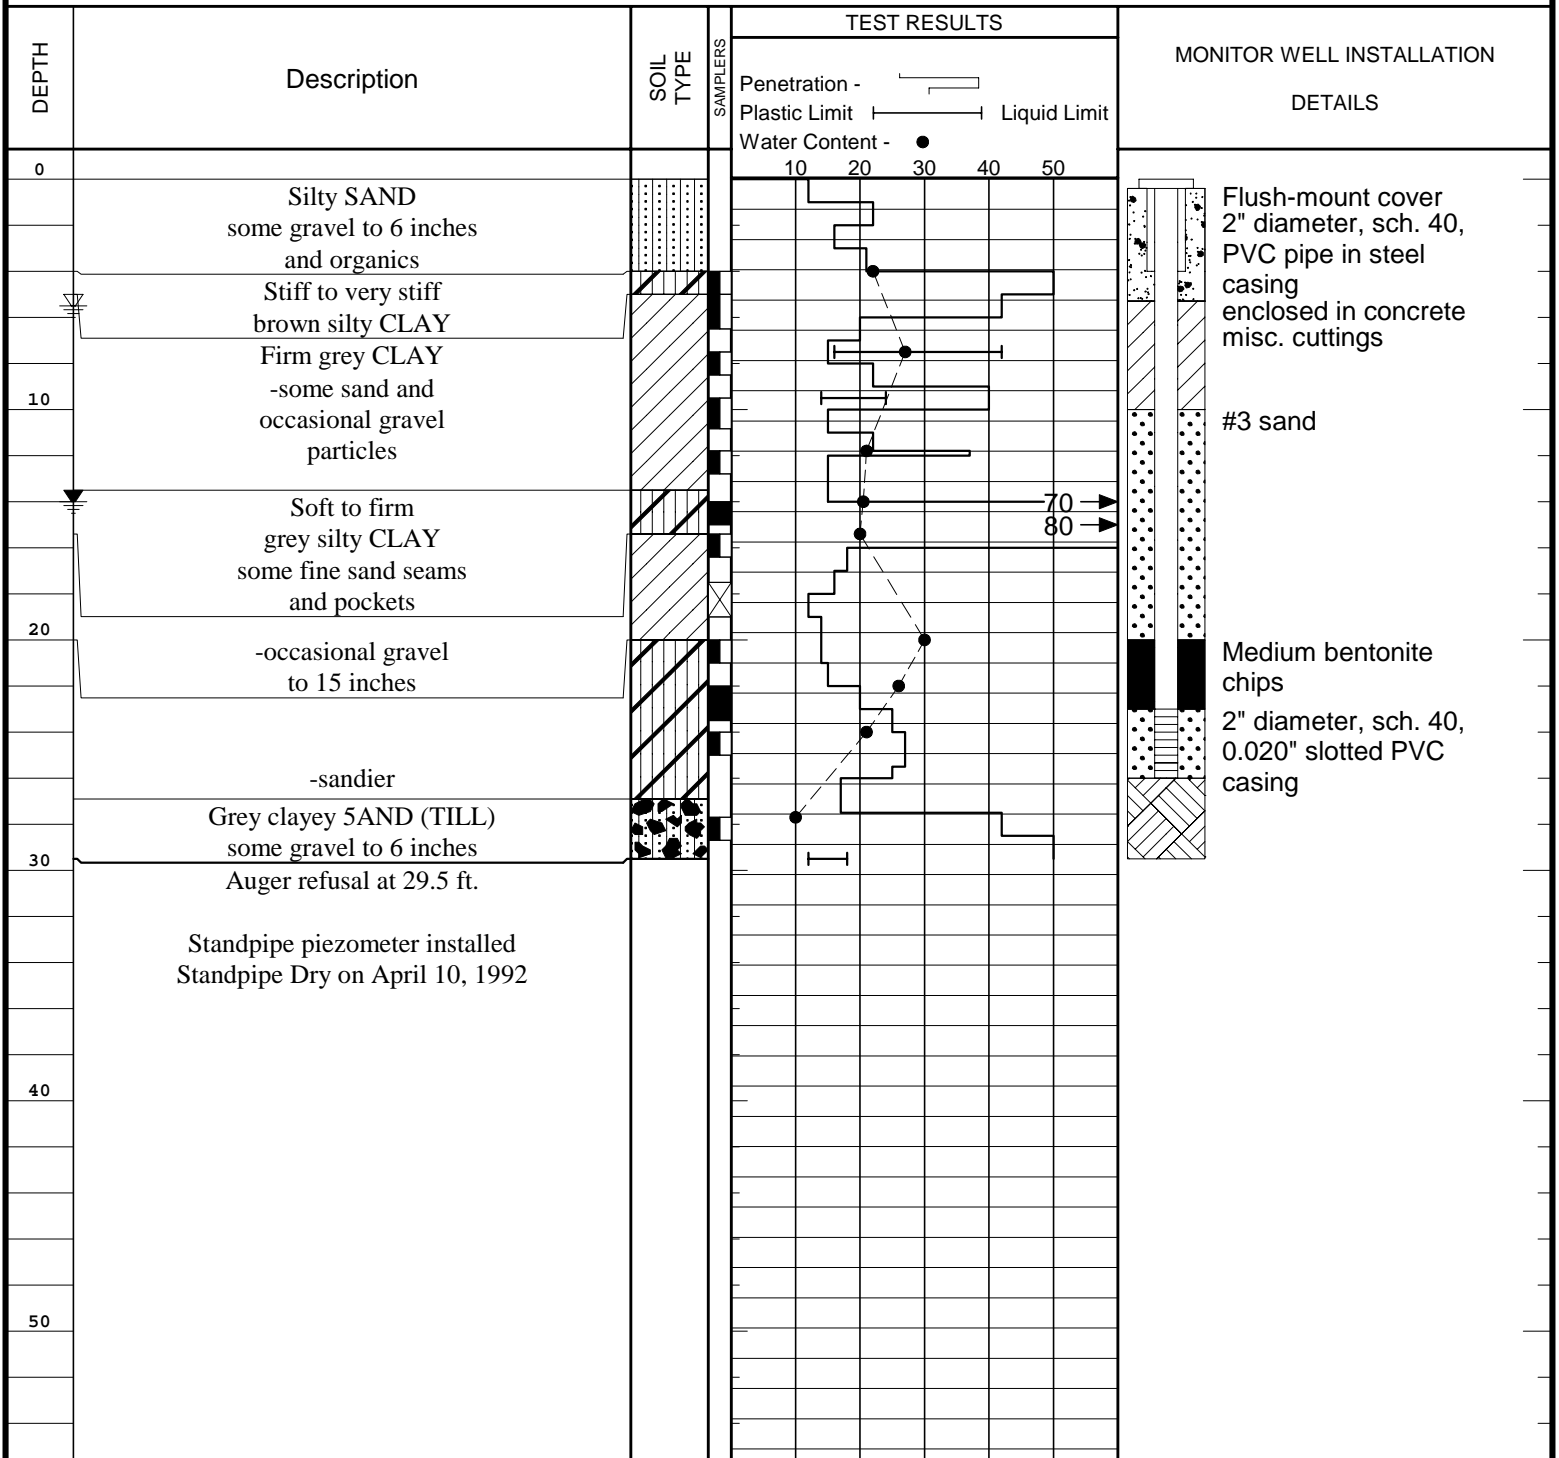 TEST RESULTS
DEPTH
Description
SOIL
TYPE
SAMPLERS
Penetration -
Plastic Limit
Liquid Limit
Water Content -
MONITOR WELL INSTALLATION
DETAILS
10 20 30 40 50
0
10
20
30
40
50
Silty SAND
some gravel to 6 inches
and organics
Stiff to very stiff
brown silty CLAY
Firm grey CLAY
-some sand and
occasional gravel
particles
Soft to firm
grey silty CLAY
some fine sand seams
and pockets
-occasional gravel
to 15 inches
-sandier
Grey clayey 5AND (TILL)
some gravel to 6 inches
Auger refusal at 29.5 ft.
Standpipe piezometer installed
Standpipe Dry on April 10, 1992
70
80
Flush-mount cover
2" diameter, sch. 40,
PVC pipe in steel
casing
enclosed in concrete
misc. cuttings
#3 sand
Medium bentonite
chips
2" diameter, sch. 40,
0.020" slotted PVC
casing